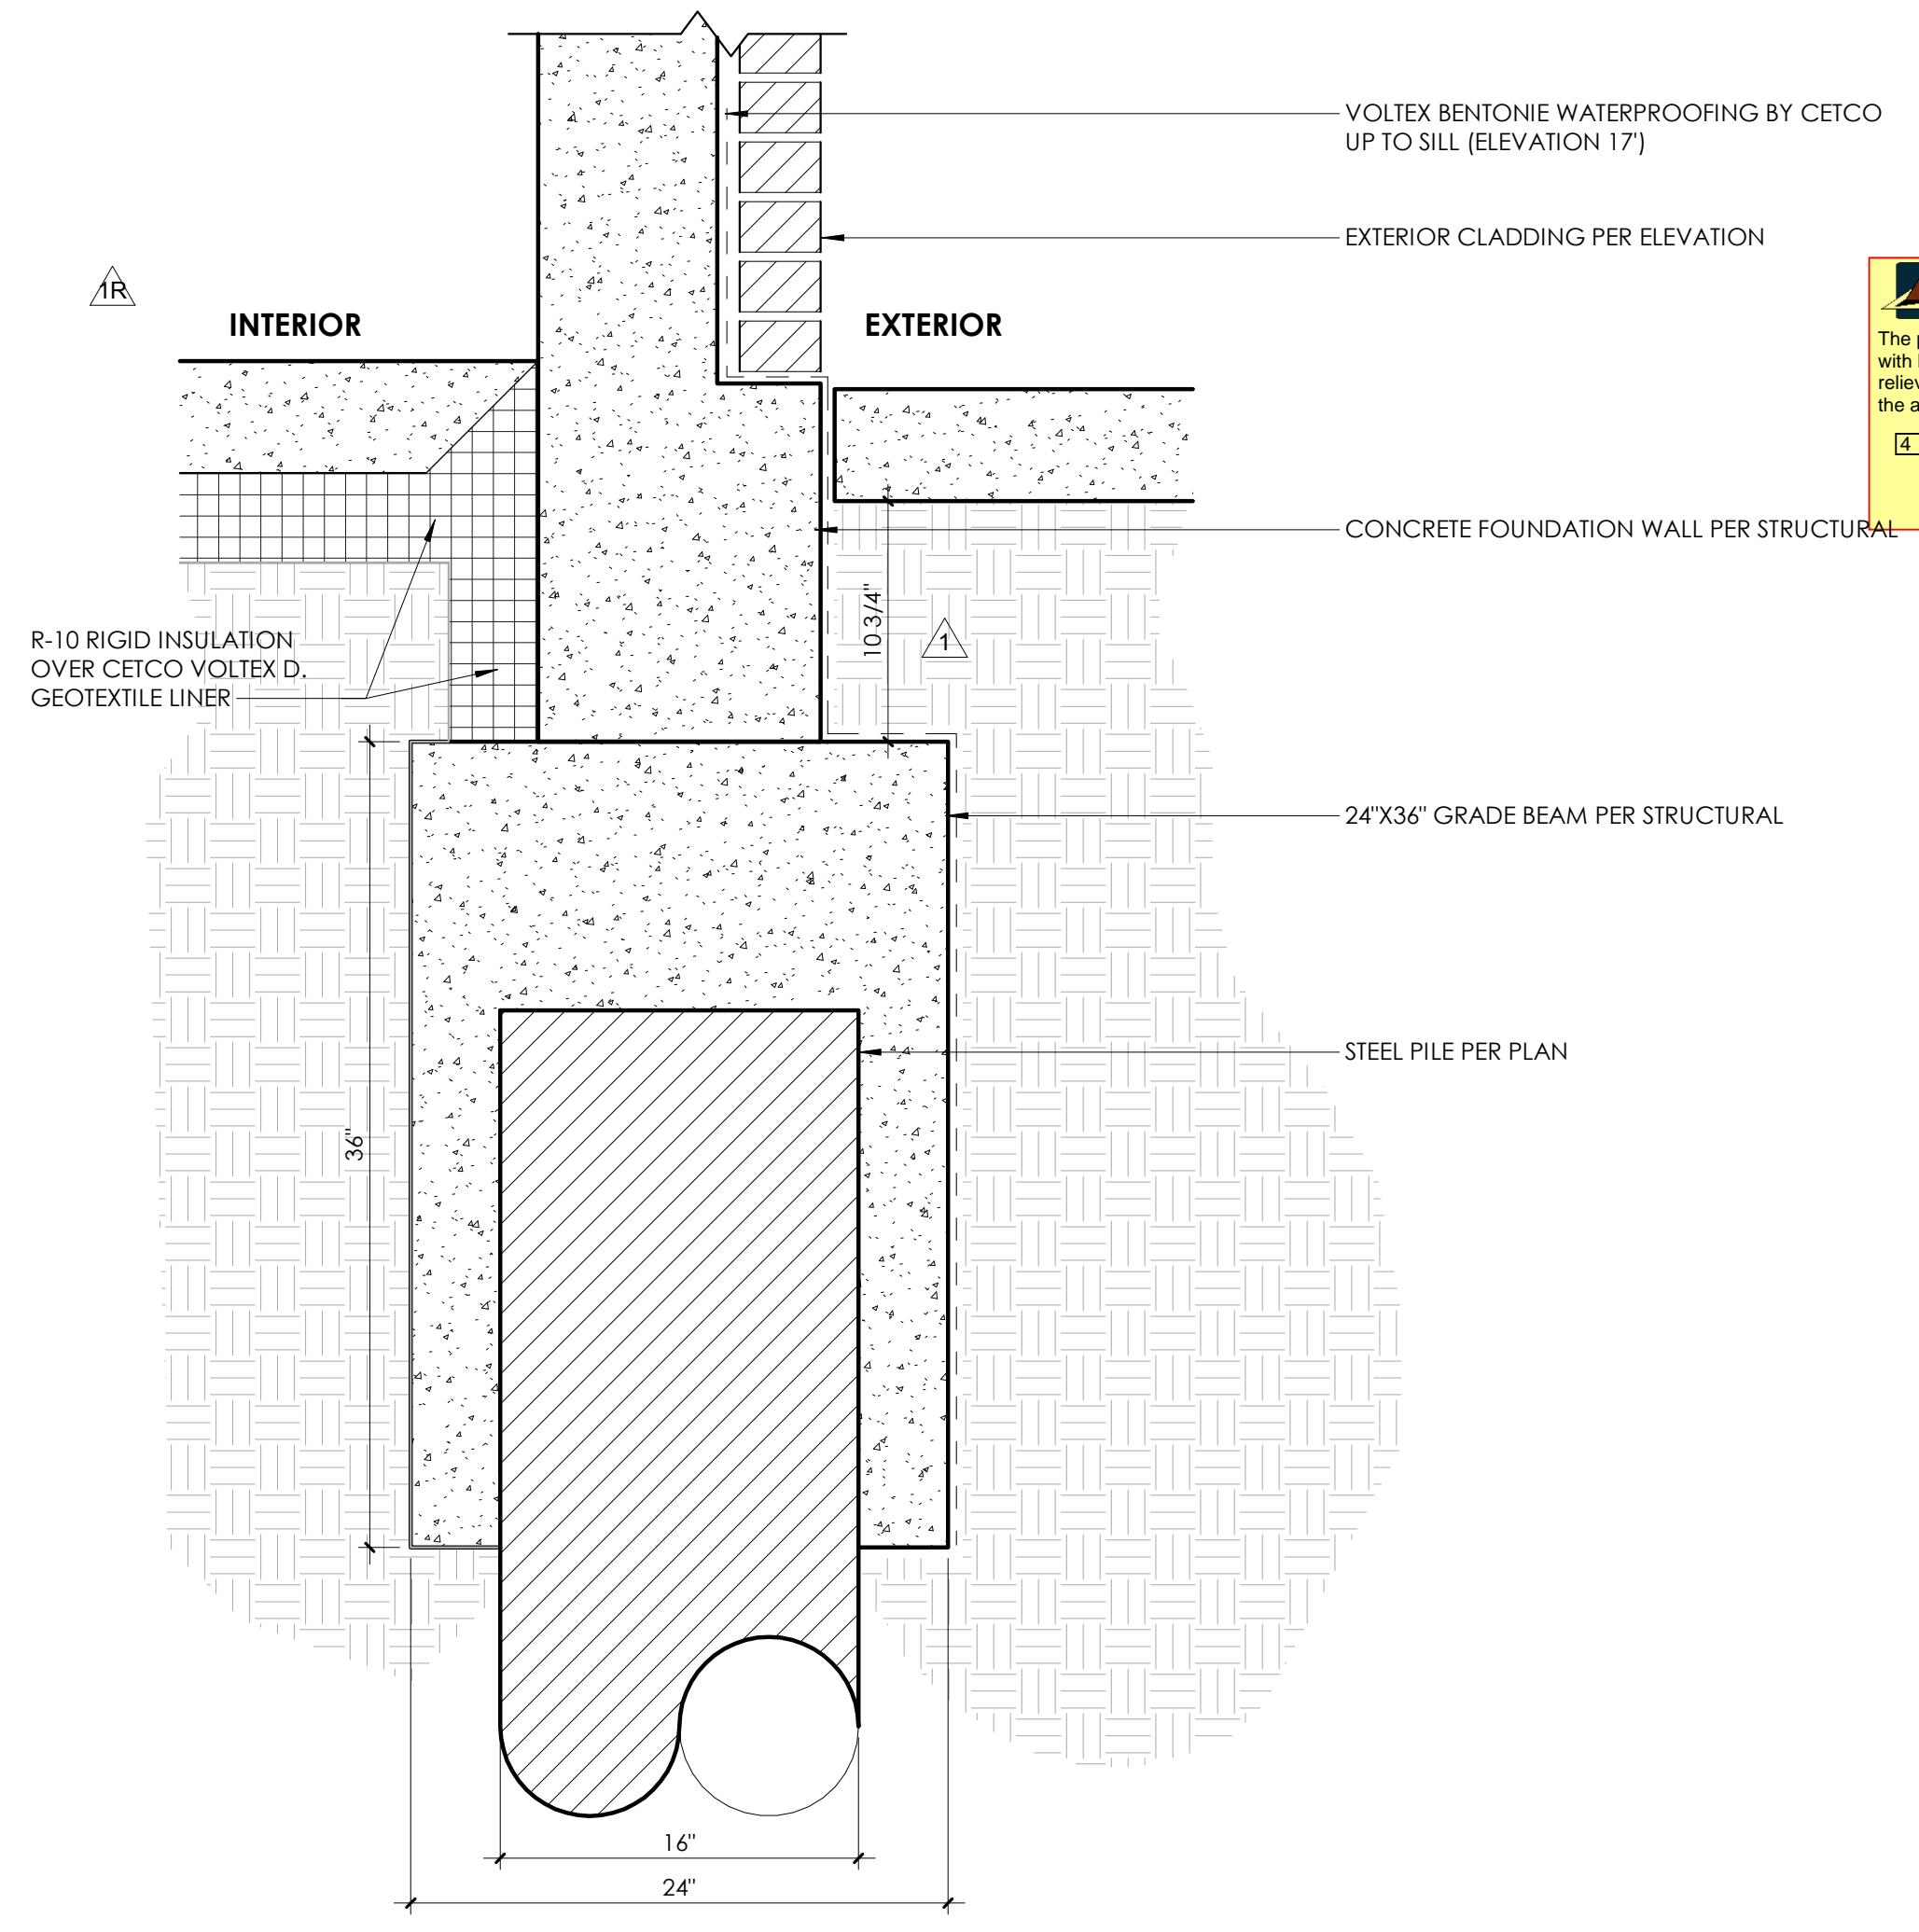 VOLTEX BENTONIE WATERPROOFING BY CETCO
UP TO SILL (ELEVATION 17')
EXTERIOR CLADDING PER ELEVATION
1R
INTERIOR
EXTERIOR
The
with
the
4
CONCRETE FOUNDATION WALL PER STRUCTURAL
10 3/4"
1
R-10 RIGID INSULATION
OVER CETCO VOLTEX D.
GEOTEXTILE LINER
24"X36" GRADE BEAM PER STRUCTURAL
STEEL PILE PER PLAN
36"
16"
24"